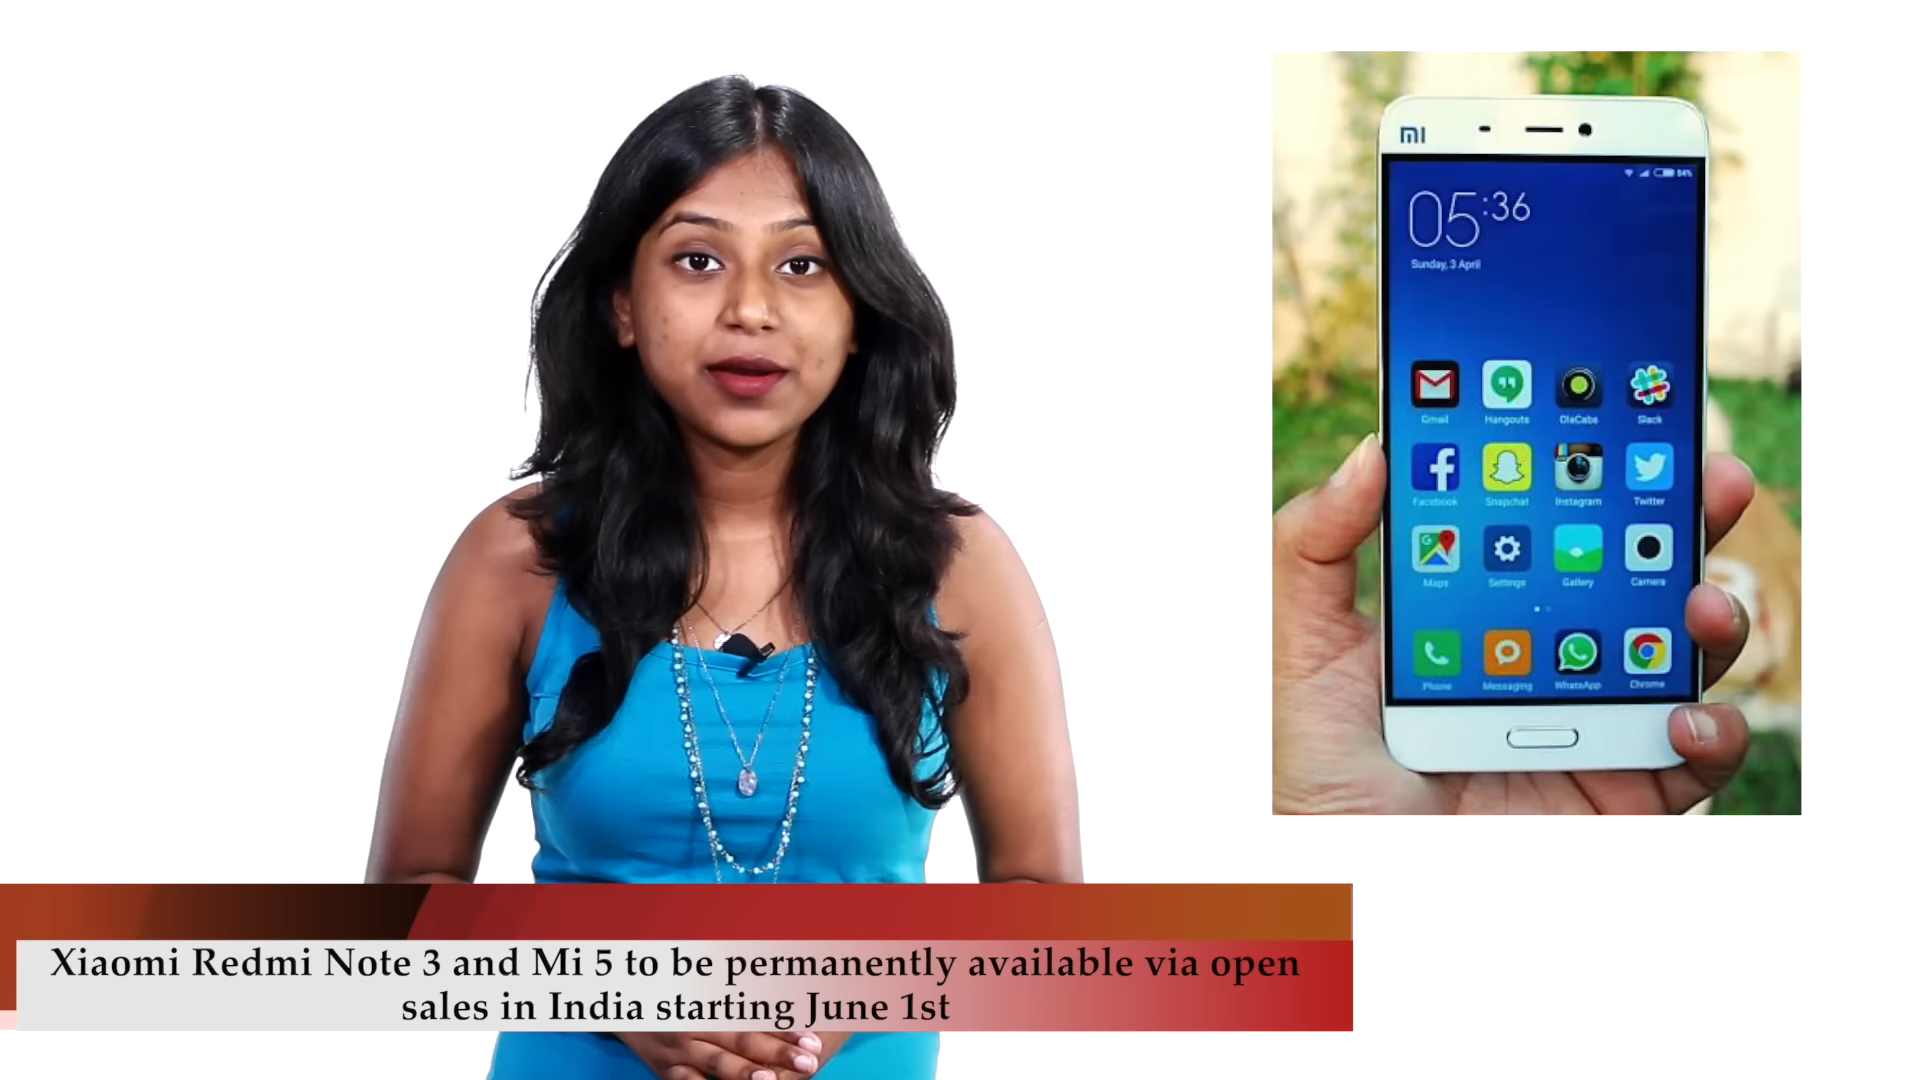 MI
84%
05:36
Sunday, 3 April
Gmail Hangouts OlaCabs Slack
Facebook Snapchat Instagram Twitter
Maps Settings Gallery Camera
Phone Messaging WhatsApp Chrome
Xiaomi Redmi Note 3 and Mi 5 to be permanently available via open
sales in India starting June 1st